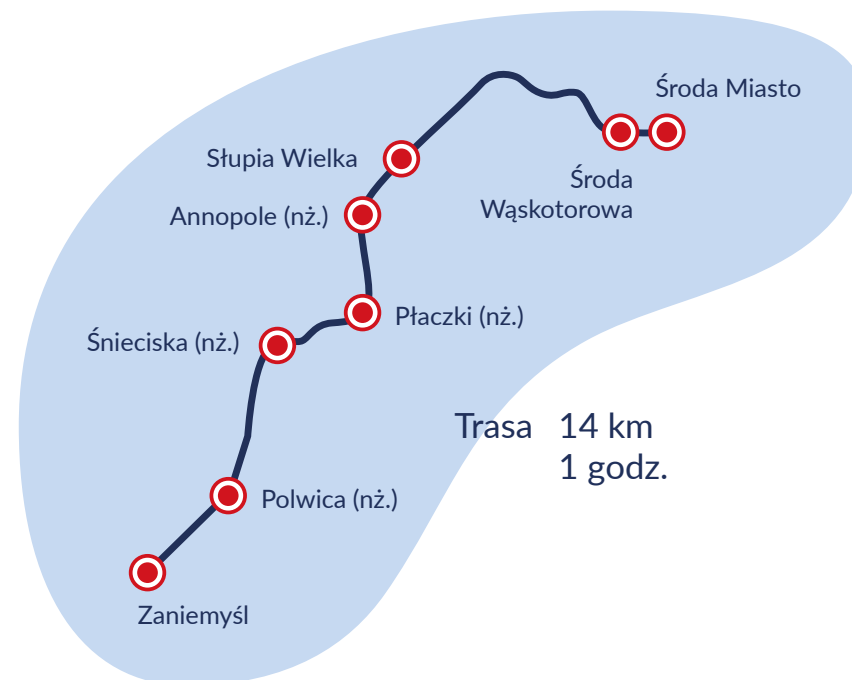 Środa Miasto
Słupia Wielka
Środa
Wąskotorowa
Annopole (nż.)
Płaczki (nż.)
Śnieciska (nż.)
Trasa 14 km
1 godz.
Polwica (nż.)
Zaniemyśl